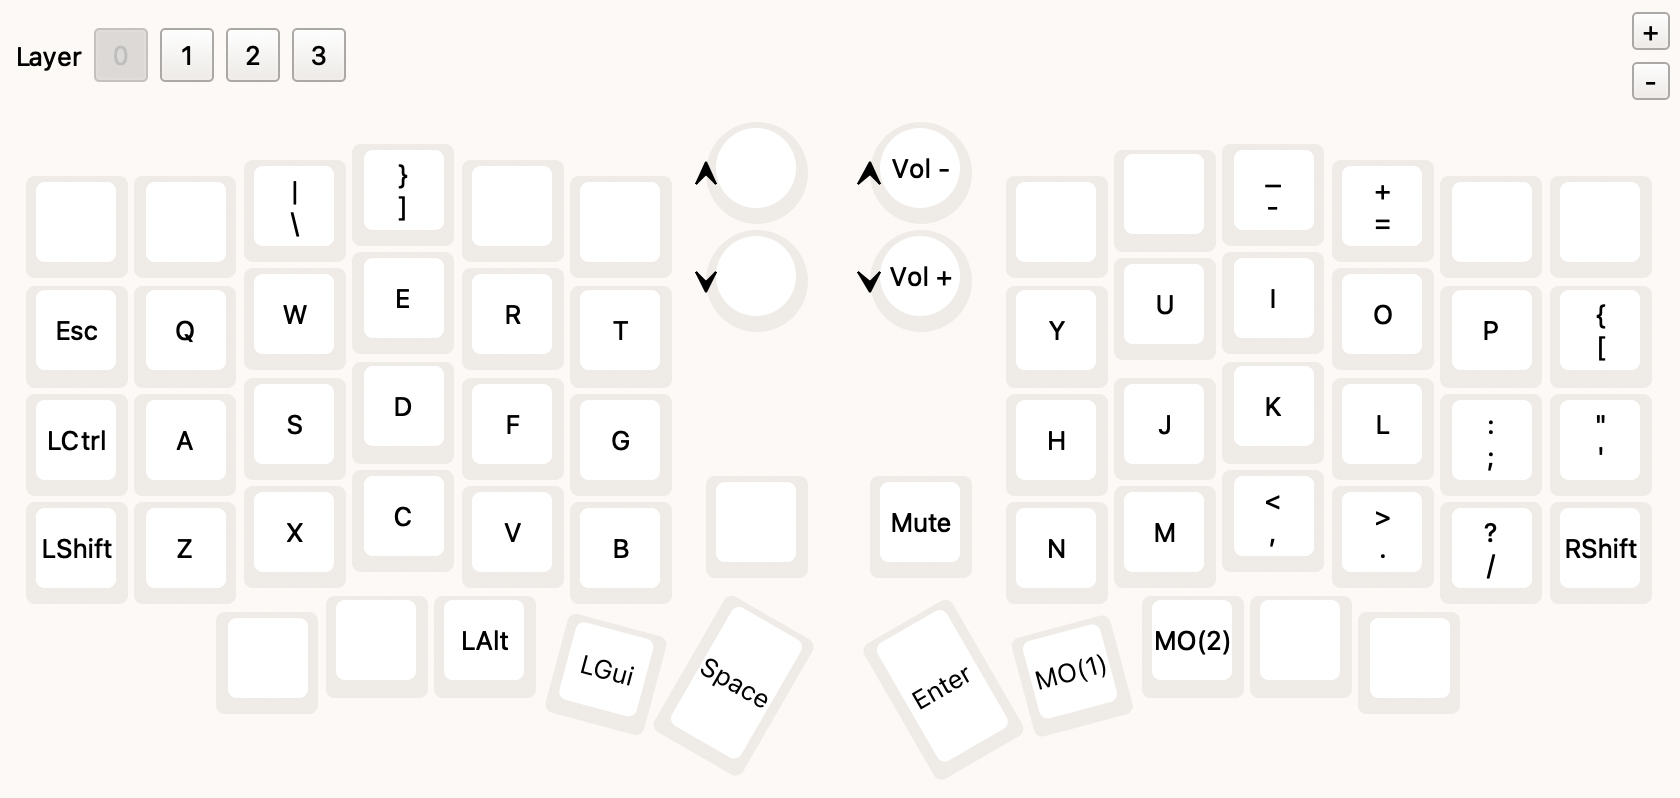 Layer 0 1 2 3
+
-
|
\
}
]
Vol -
_
-
+
=
Vol +
Esc Q W E R T
Y U I O P
{
[
LCtrl A S D F G
H J K L
:
;
"
'
Mute
LShift Z X C V B
N M
<
,
>
.
?
/
RShift
LAlt LGui Space
Enter MO(1) MO(2)